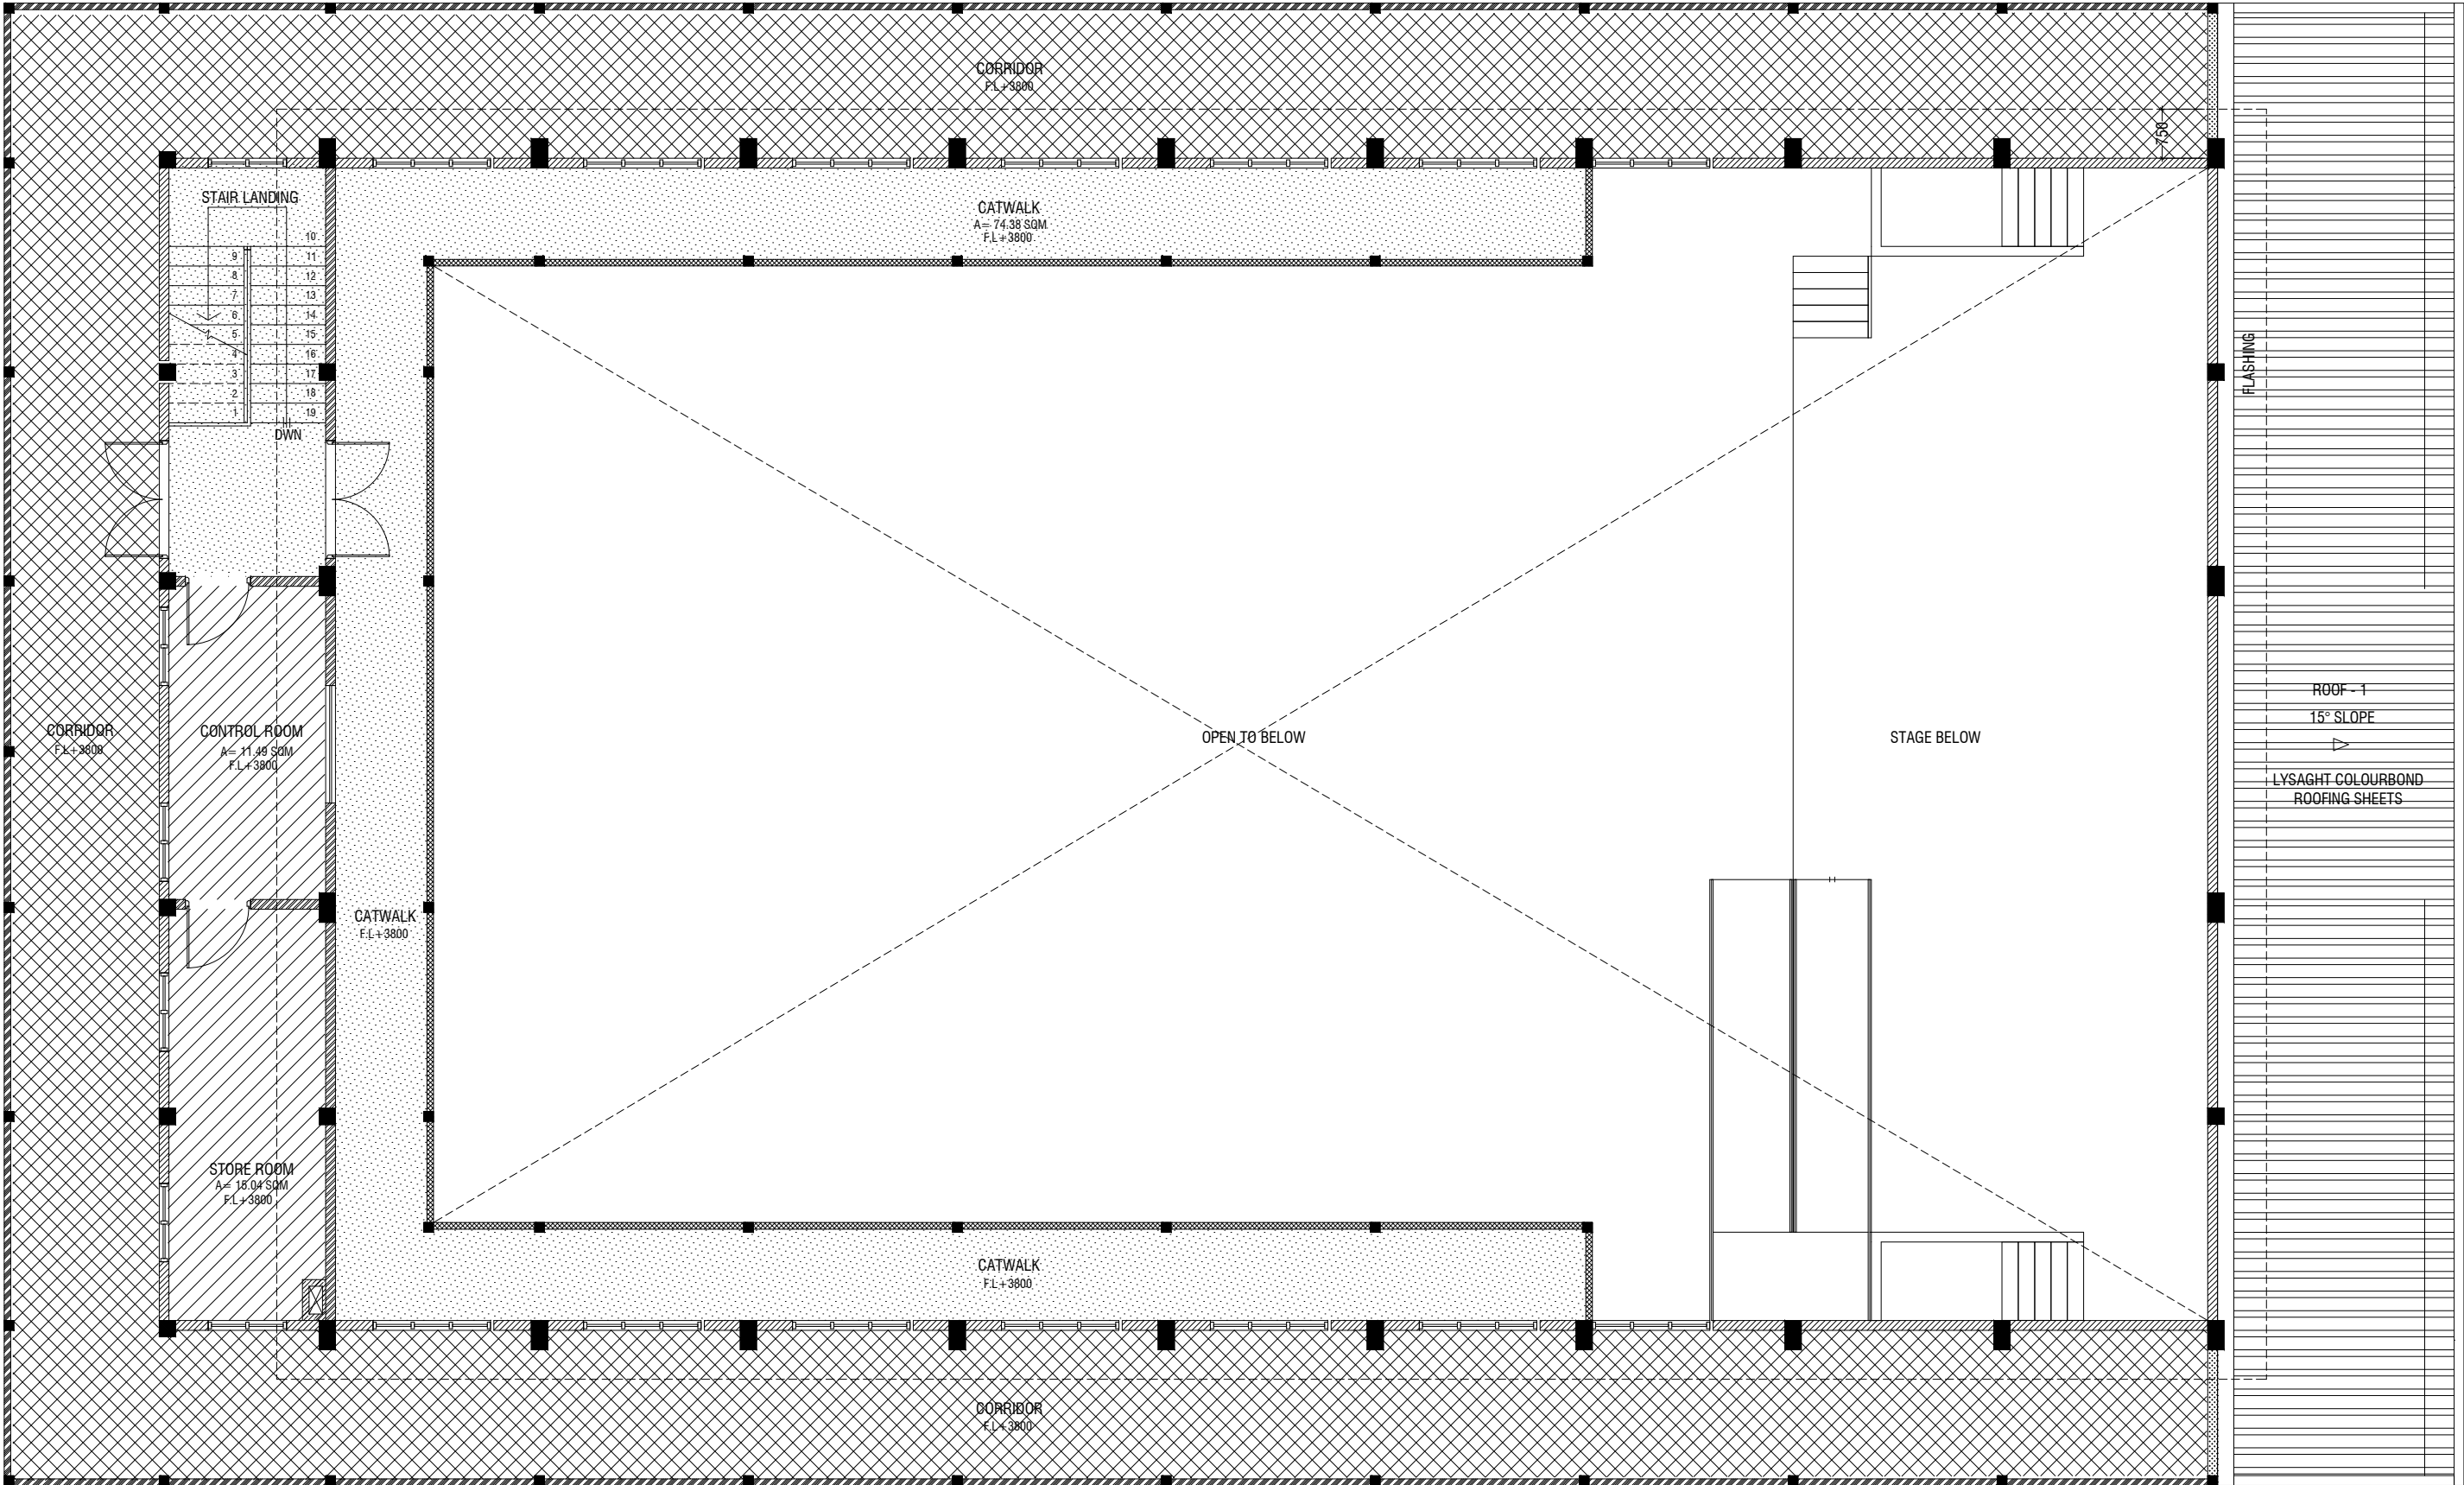 CORRIDOR
F.L+3800
750
STAIR LANDING
CATWALK
A= 74.38 SQM
F.L+3800
10
9
11
8
12
7
13
6
14
5
15
4
16
3
17
2
18
1
19
DWN
FLASHING
CORRIDOR
F.L+3800
CONTROL ROOM
A= 11.49 SQM
F.L+3800
OPEN TO BELOW
STAGE BELOW
ROOF - 1
15° SLOPE
LYSAGHT COLOURBOND
ROOFING SHEETS
CATWALK
F.L+3800
STORE ROOM
A= 15.04 SQM
F.L+3800
CATWALK
F.L+3800
CORRIDOR
F.L+3800